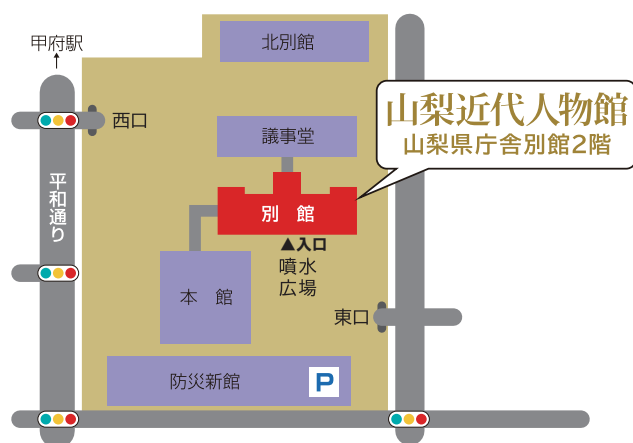 北別館
甲府駅
西口
議事堂
山梨近代人物館
山梨県庁舎別館2階
平和通り
別 館
▲入口
噴水
広場
本 館
東口
防災新館
P